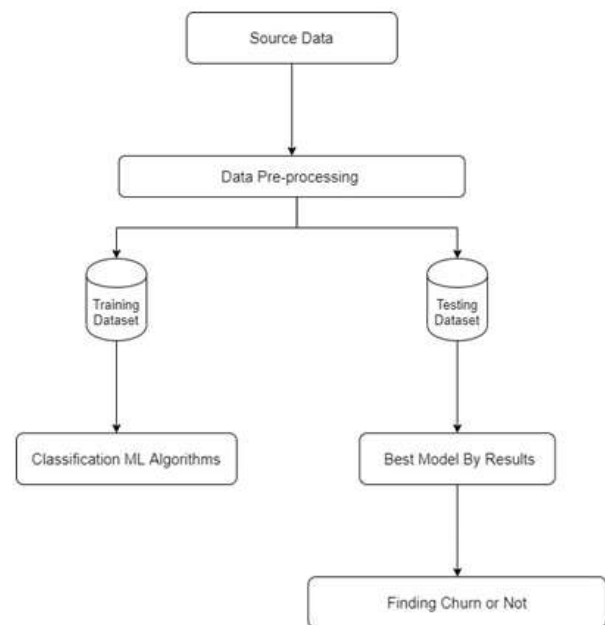 Source Data
Data Pre-processing
Training
Dataset
Testing
Dataset
Classification ML Algorithms
Best Model By Results
Finding Churn or Not